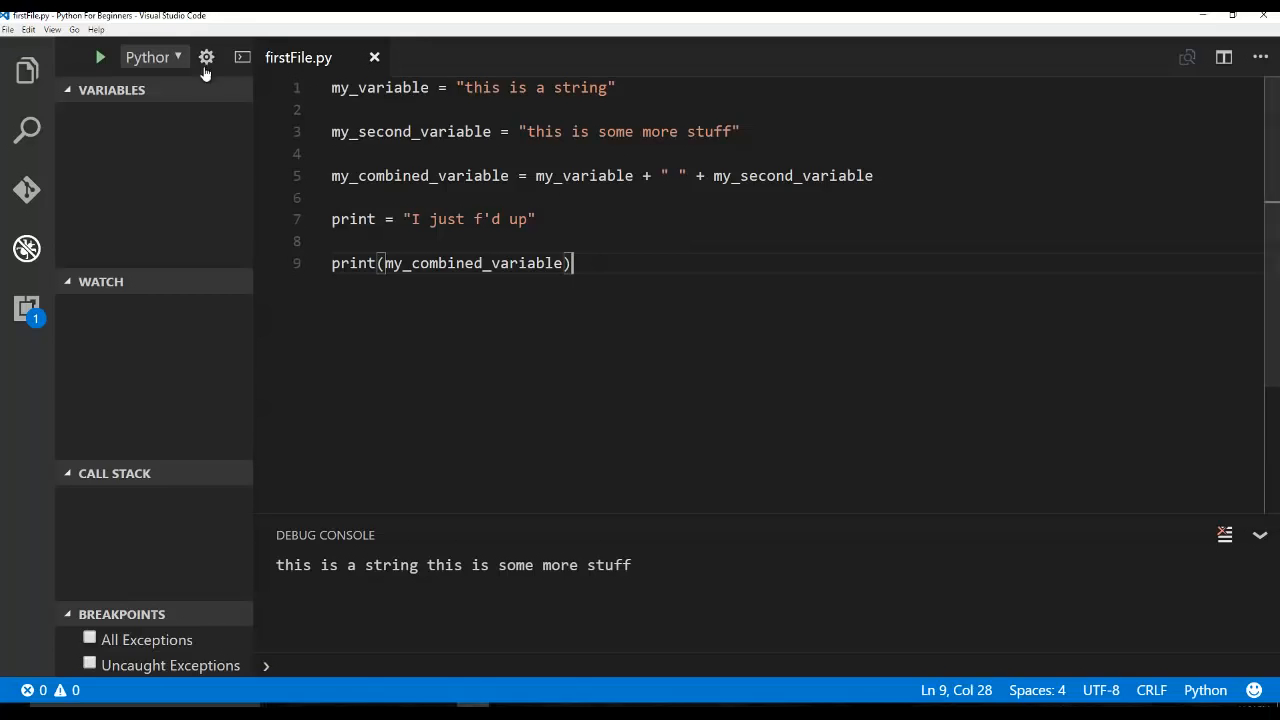 firstFile.py - Python For Beginners - Visual Studio Code
File Edit View Go Help
Python
firstFile.py
VARIABLES
1 my_variable = "this is a string"
2
3 my_second_variable = "this is some more stuff"
4
5 my_combined_variable = my_variable + " " + my_second_variable
6
7 print = "I just f'd up"
8
9 print(my_combined_variable)
WATCH
1
CALL STACK
DEBUG CONSOLE
this is a string this is some more stuff
BREAKPOINTS
All Exceptions
Uncaught Exceptions
0 0 Ln 9, Col 28 Spaces: 4 UTF-8 CRLF Python